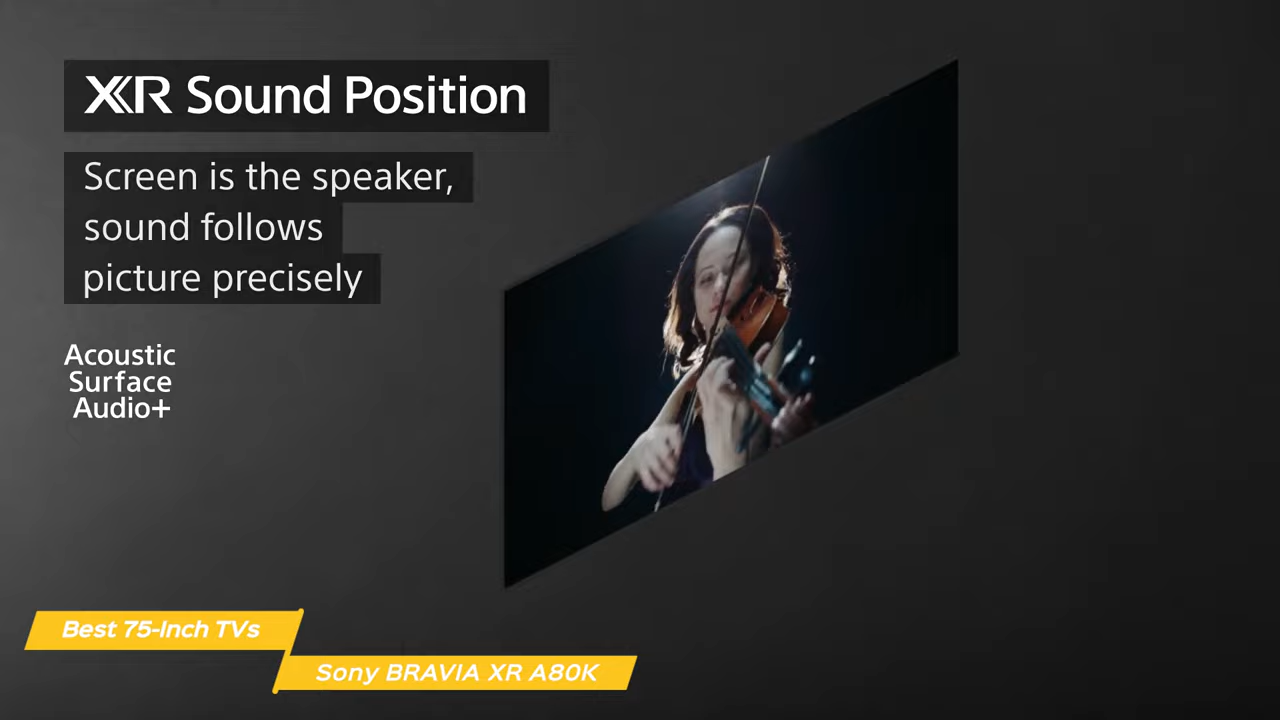 XR Sound Position
Screen is the speaker,
sound follows
picture precisely
Acoustic
Surface
Audio+
Best 75-Inch TVs
Sony BRAVIA XR A80K